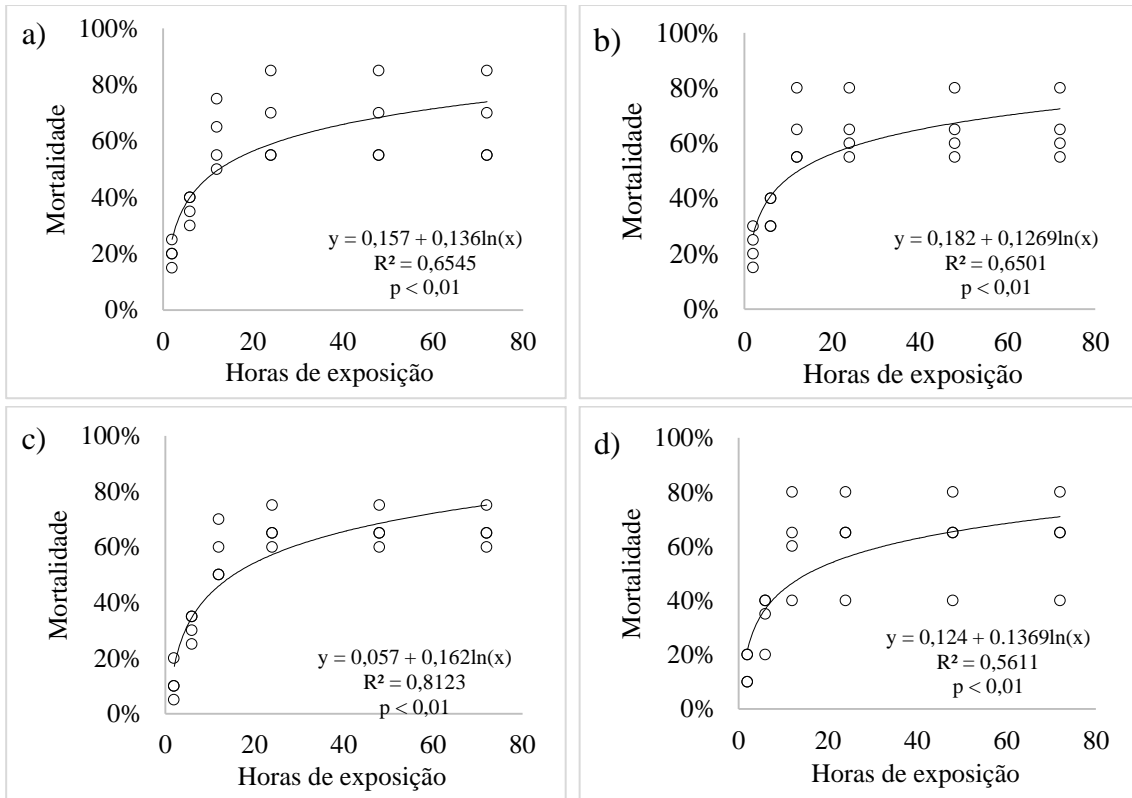 a)
Mortalidade
100%
80%
60%
40%
20%
0%
y = 0,157 + 0,136ln(x)
R² = 0,6545
p < 0,01
0 20 40 60 80
Horas de exposição
b)
Mortalidade
100%
80%
60%
40%
20%
0%
y = 0,182 + 0,1269ln(x)
R² = 0,6501
p < 0,01
0 20 40 60 80
Horas de exposição
c)
Mortalidade
100%
80%
60%
40%
20%
0%
y = 0,057 + 0,162ln(x)
R² = 0,8123
p < 0,01
0 20 40 60 80
Horas de exposição
d)
Mortalidade
100%
80%
60%
40%
20%
0%
y = 0,124 + 0.1369ln(x)
R² = 0,5611
p < 0,01
0 20 40 60 80
Horas de exposição